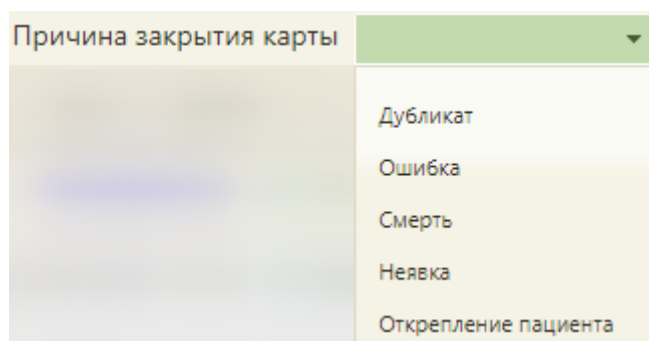 Причина закрытия карты
Дубликат
Ошибка
Смерть
Неявка
Открепление пациента